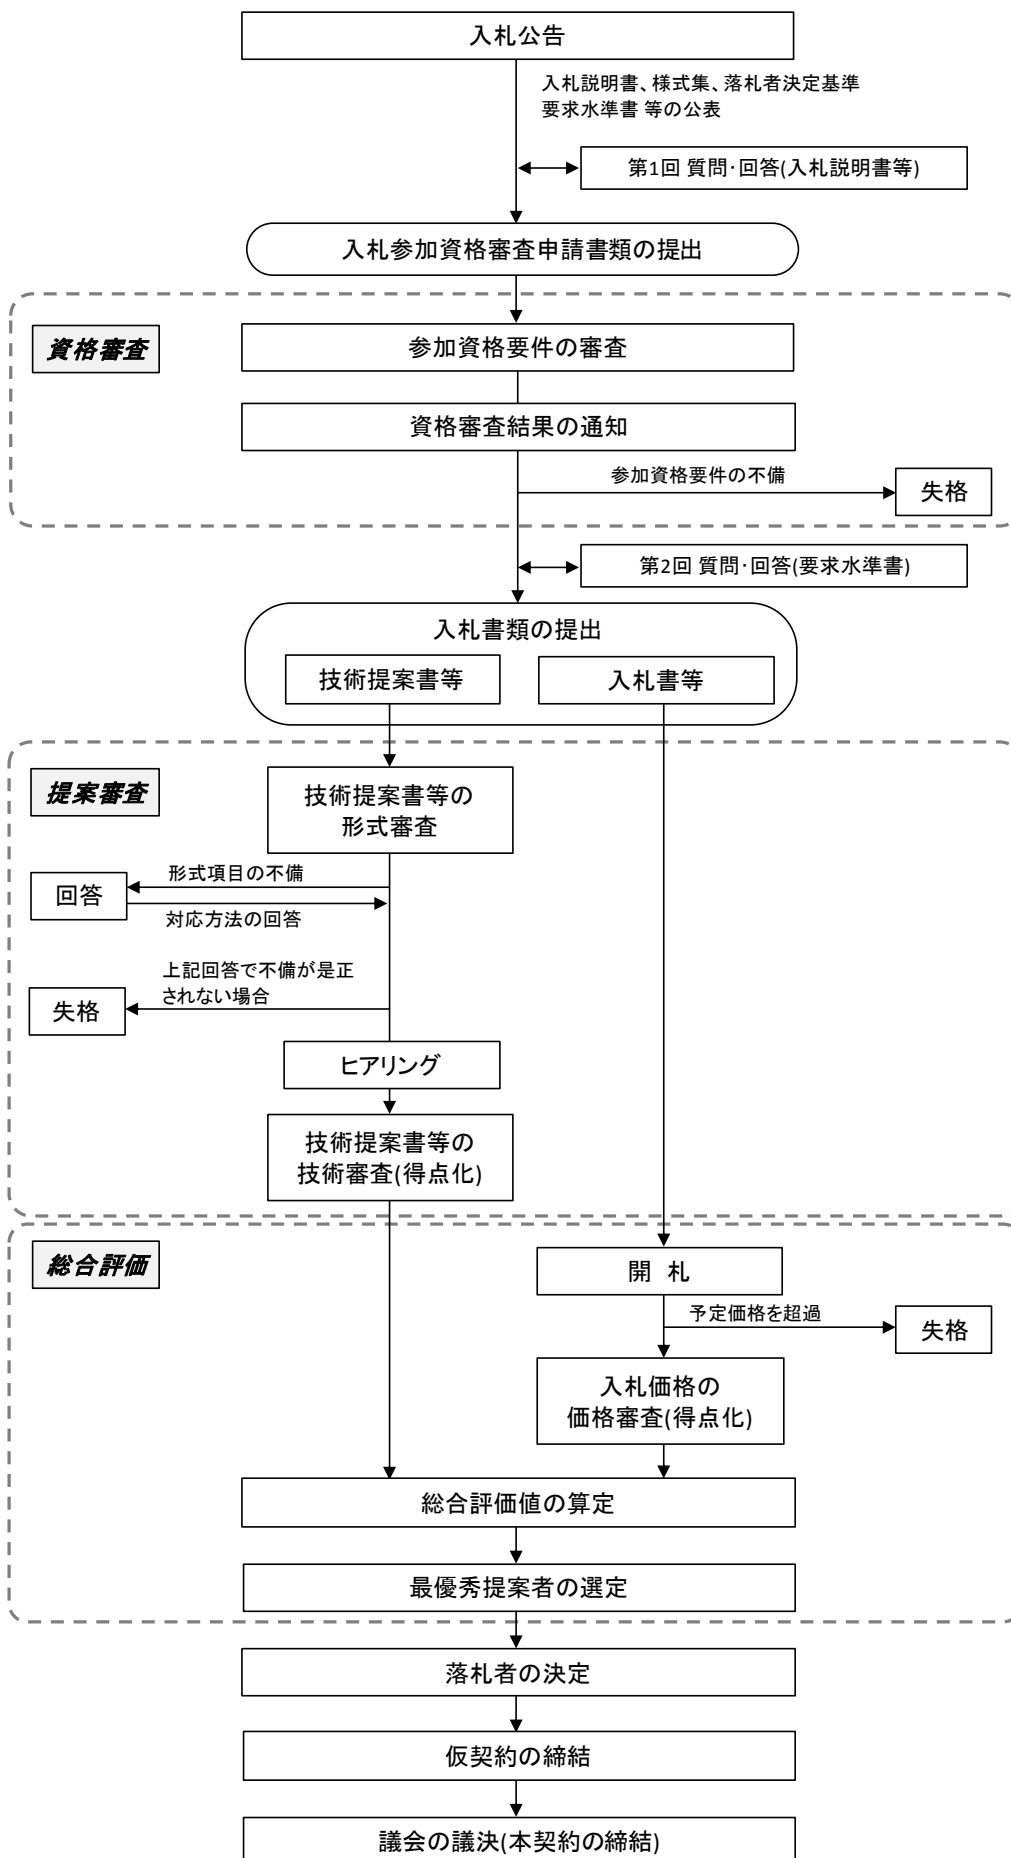 入札公告
入札説明書、様式集、落札者決定基準
要求水準書 等の公表
第1回 質問・回答(入札説明書等)
入札参加資格審査申請書類の提出
資格審査
参加資格要件の審査
資格審査結果の通知
参加資格要件の不備
失格
第2回 質問・回答(要求水準書)
入札書類の提出
技術提案書等
入札書等
提案審査
技術提案書等の
形式審査
形式項目の不備
回答
対応方法の回答
上記回答で不備が是正
されない場合
失格
ヒアリング
技術提案書等の
技術審査(得点化)
総合評価
開 札
予定価格を超過
失格
入札価格の
価格審査(得点化)
総合評価値の算定
最優秀提案者の選定
落札者の決定
仮契約の締結
議会の議決(本契約の締結)